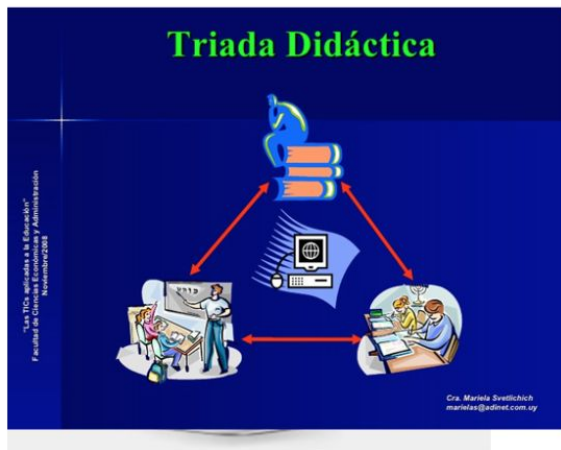 Triada Didáctica
"Las TICs aplicadas a la Educación"
Facultad de Ciencias Económicas y Administración
Noviembre/2008
Cra. Mariela Svetlichich
marielas@adinet.com.uy